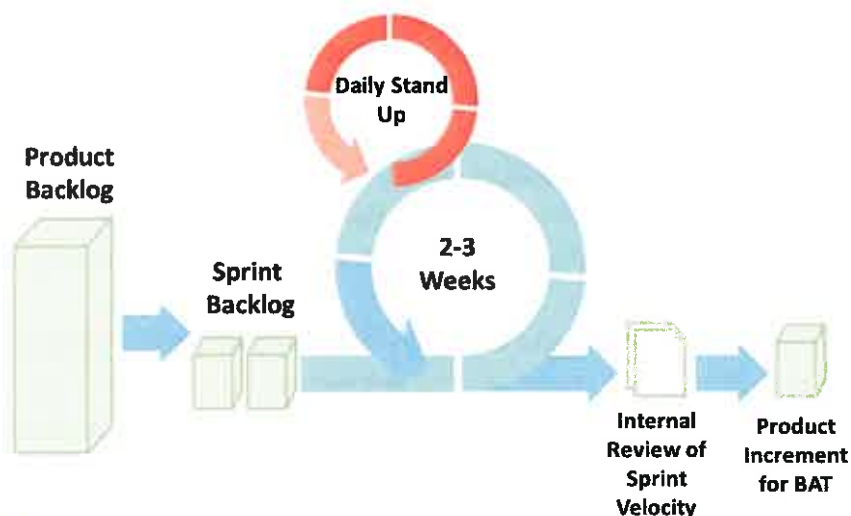 Daily Stand
Up
Product
Backlog
2-3
Weeks
Sprint
Backlog
Internal
Review of
Sprint
Velocity
Product
Increment
for BAT